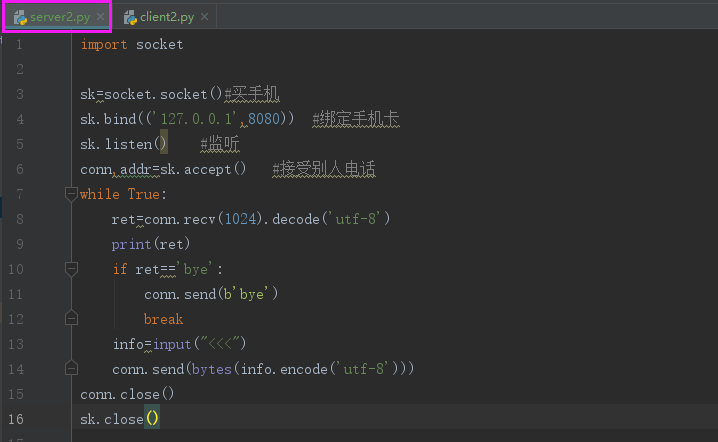 server2.py client2.py
1 import socket
2
3 sk=socket.socket()#买手机
4 sk.bind(('127.0.0.1',8080)) #绑定手机卡
5 sk.listen() #监听
6 conn,addr=sk.accept() #接受别人电话
7 while True:
8 ret=conn.recv(1024).decode('utf-8')
9 print(ret)
10 if ret=='bye':
11 conn.send(b'bye')
12 break
13 info=input("<<<")
14 conn.send(bytes(info.encode('utf-8')))
15 conn.close()
16 sk.close()